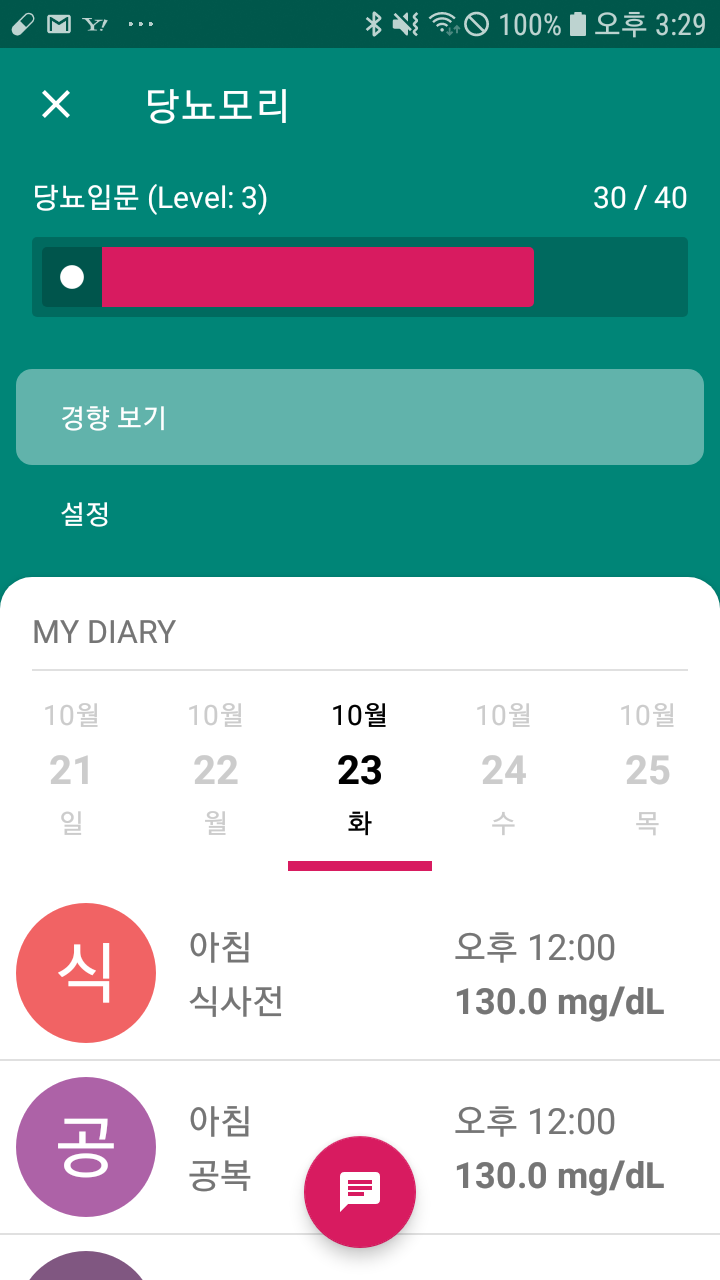 100% 오후 3:29
당뇨모리
당뇨입문 (Level: 3) 30 / 40
경향 보기
설정
MY DIARY
10월 10월 10월 10월 10월
21 22 23 24 25
일 월 화 수 목
식
아침 오후 12:00
식사전 130.0 mg/dL
공
아침 오후 12:00
공복 130.0 mg/dL